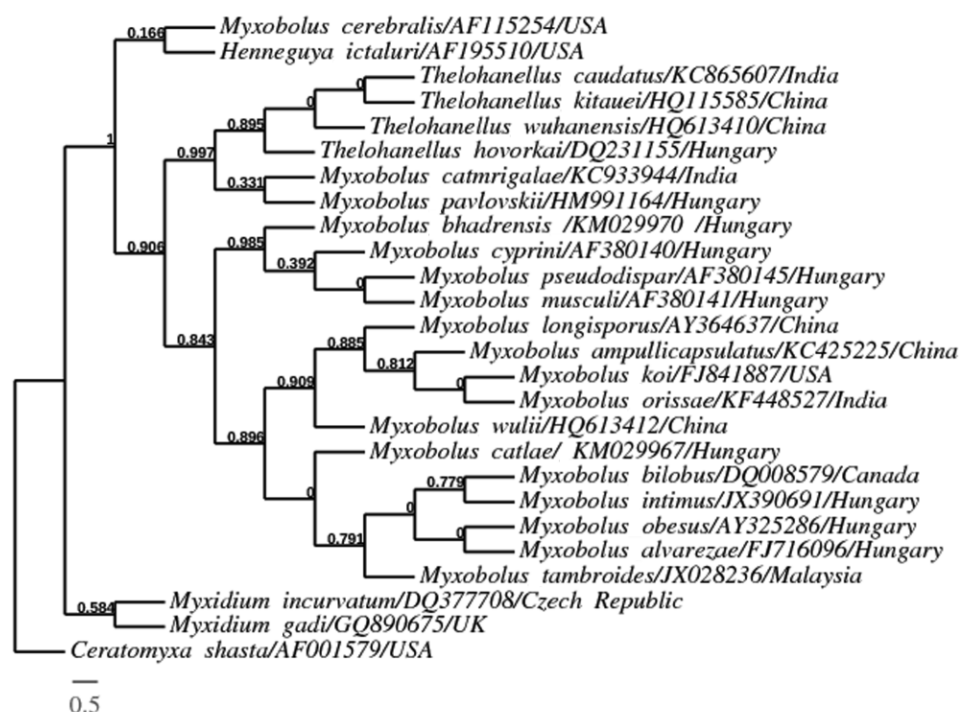 Myxobolus cerebralis/AF115254/USA
0.166
Henneguya ictaluri/AF195510/USA
Thelohanellus caudatus/KC865607/India
0
Thelohanellus kitauei/HQ115585/China
0
Thelohanellus wuhanensis/HQ613410/China
0.895
1
Thelohanellus hovorkai/DQ231155/Hungary
0.997
Myxobolus catmrigalae/KC933944/India
0.331
Myxobolus pavlovskii/HM991164/Hungary
Myxobolus bhadrensis /KM029970 /Hungary
0.985
0.906
Myxobolus cyprini/AF380140/Hungary
0.392
Myxobolus pseudodispar/AF380145/Hungary
0
Myxobolus musculi/AF380141/Hungary
Myxobolus longisporus/AY364637/China
0.843
0.885
Myxobolus ampullicapsulatus/KC425225/China
0.812
Myxobolus koi/FJ841887/USA
0.909
0
Myxobolus orissae/KF448527/India
Myxobolus wulii/HQ613412/China
0.896
Myxobolus catlae/ KM029967/Hungary
Myxobolus bilobus/DQ008579/Canada
0.779
0
Myxobolus intimus/JX390691/Hungary
0
Myxobolus obesus/AY325286/Hungary
0
0.791
Myxobolus alvarezae/FJ716096/Hungary
Myxobolus tambroides/JX028236/Malaysia
Myxidium incurvatum/DQ377708/Czech Republic
0.584
Myxidium gadi/GQ890675/UK
Ceratomyxa shasta/AF001579/USA
0.5